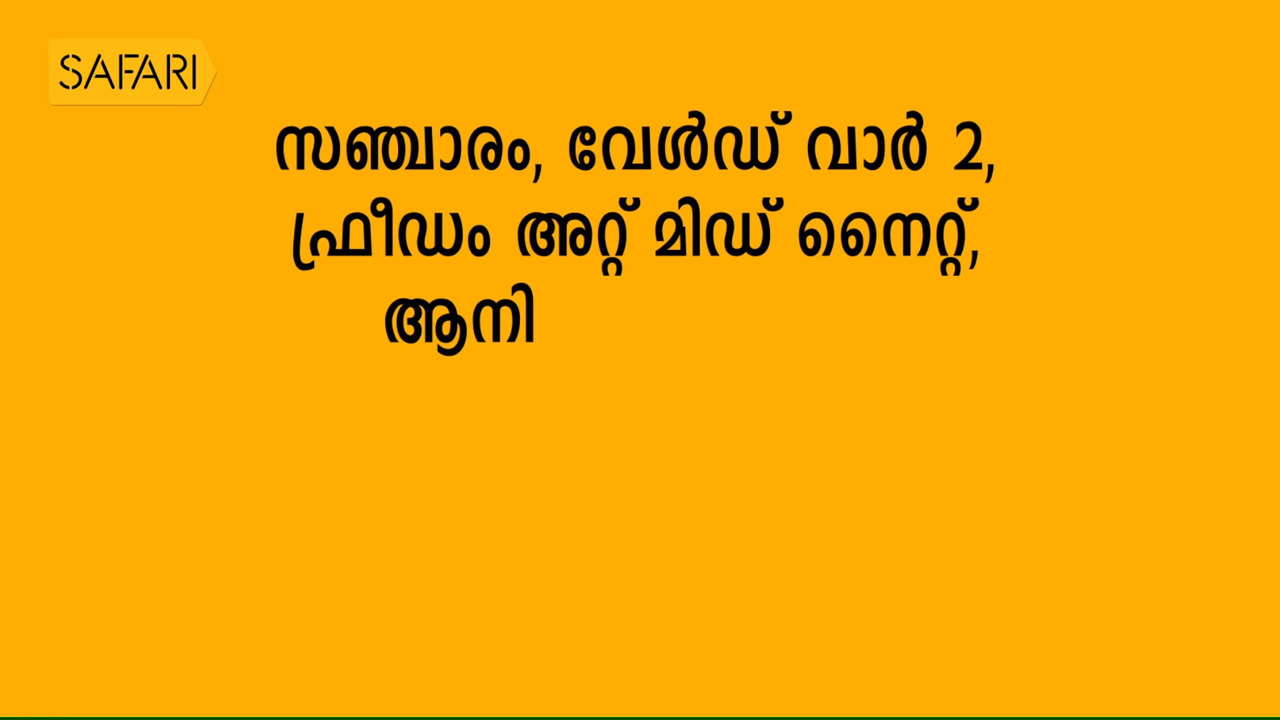 SAFARI
സഞ്ചാരം, വേൾഡ് വാർ 2,
ഫ്രീഡം അറ്റ് മിഡ് നൈറ്റ്,
ആനി